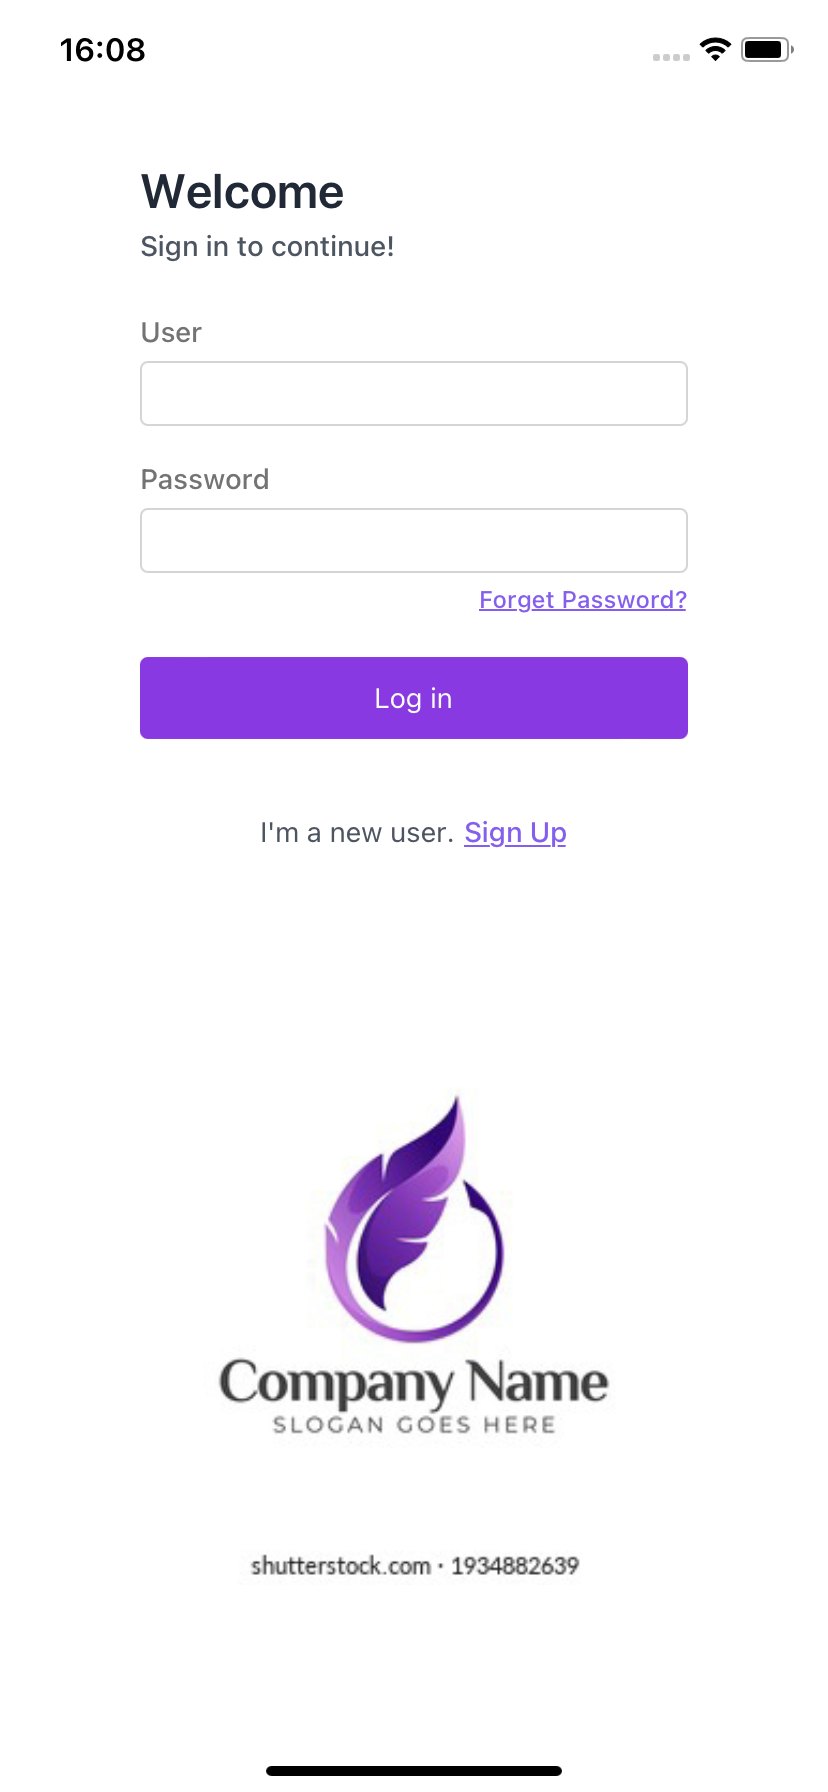 16:08
Welcome
Sign in to continue!
User
Password
Forget Password?
Log in
I'm a new user. Sign Up
Company Name
SLOGAN GOES HERE
shutterstock.com · 1934882639